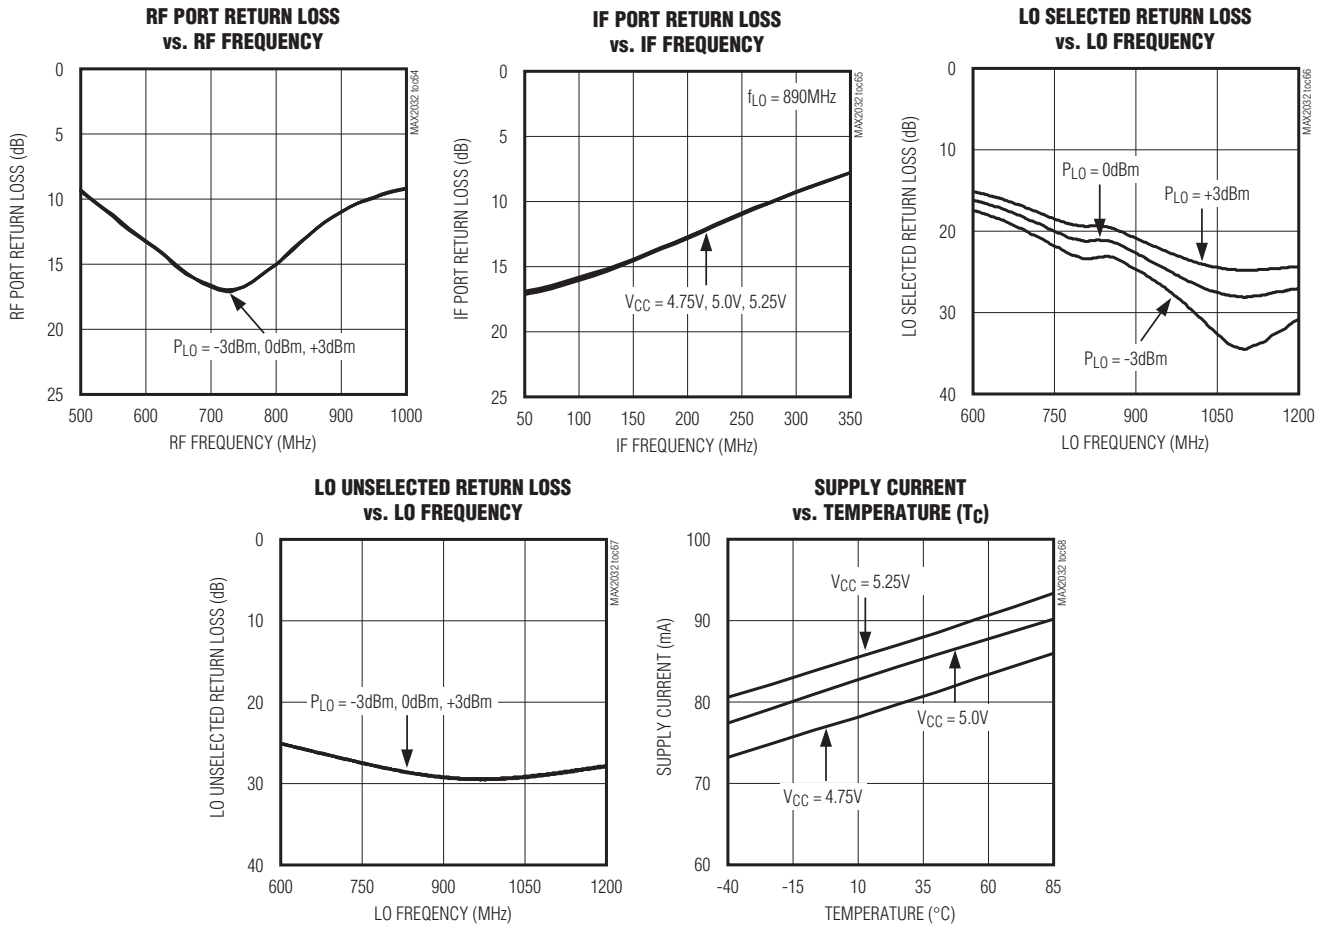 RF PORT RETURN LOSS
vs. RF FREQUENCY
RF PORT RETURN LOSS (dB)
0
5
10
15
20
25
500 600 700 800 900 1000
RF FREQUENCY (MHz)
PLO = -3dBm, 0dBm, +3dBm
MAX2032 toc64
IF PORT RETURN LOSS
vs. IF FREQUENCY
IF PORT RETURN LOSS (dB)
0
5
10
15
20
25
50 100 150 200 250 300 350
IF FREQUENCY (MHz)
fLO = 890MHz
VCC = 4.75V, 5.0V, 5.25V
MAX2032 toc65
LO SELECTED RETURN LOSS
vs. LO FREQUENCY
LO SELECTED RETURN LOSS (dB)
0
10
20
30
40
600 750 900 1050 1200
LO FREQUENCY (MHz)
PLO = 0dBm
PLO = +3dBm
PLO = -3dBm
MAX2032 toc66
LO UNSELECTED RETURN LOSS
vs. LO FREQUENCY
LO UNSELECTED RETURN LOSS (dB)
0
10
20
30
40
600 750 900 1050 1200
LO FREQENCY (MHz)
PLO = -3dBm, 0dBm, +3dBm
MAX2032 toc67
SUPPLY CURRENT
vs. TEMPERATURE (TC)
SUPPLY CURRENT (mA)
100
90
80
70
60
-40 -15 10 35 60 85
TEMPERATURE (°C)
VCC = 5.25V
VCC = 5.0V
VCC = 4.75V
MAX2032 toc68